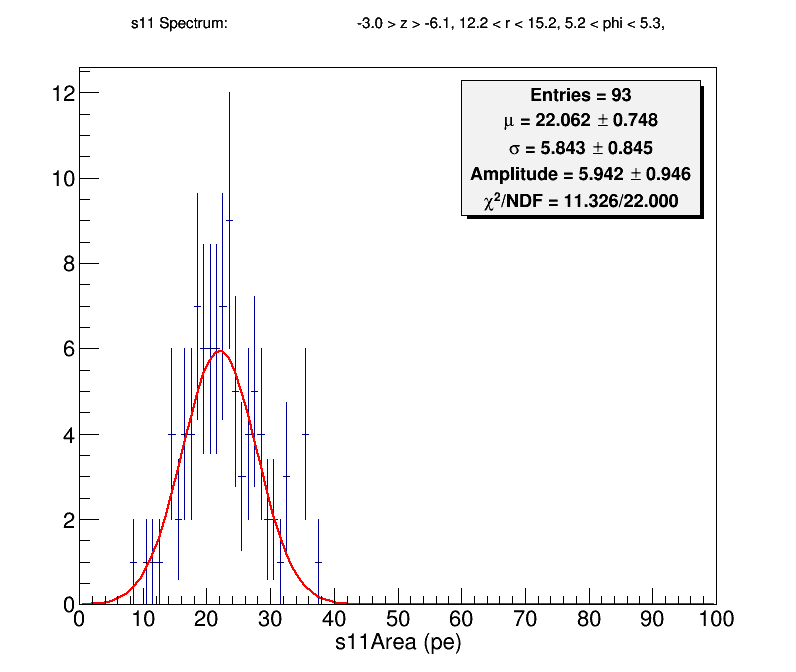 s11 Spectrum: -3.0 > z > -6.1, 12.2 < r < 15.2, 5.2 < phi < 5.3,
Entries = 93
μ = 22.062 ± 0.748
σ = 5.843 ± 0.845
Amplitude = 5.942 ± 0.946
χ²/NDF = 11.326/22.000
12
10
8
6
4
2
0
0 10 20 30 40 50 60 70 80 90 100
s11Area (pe)